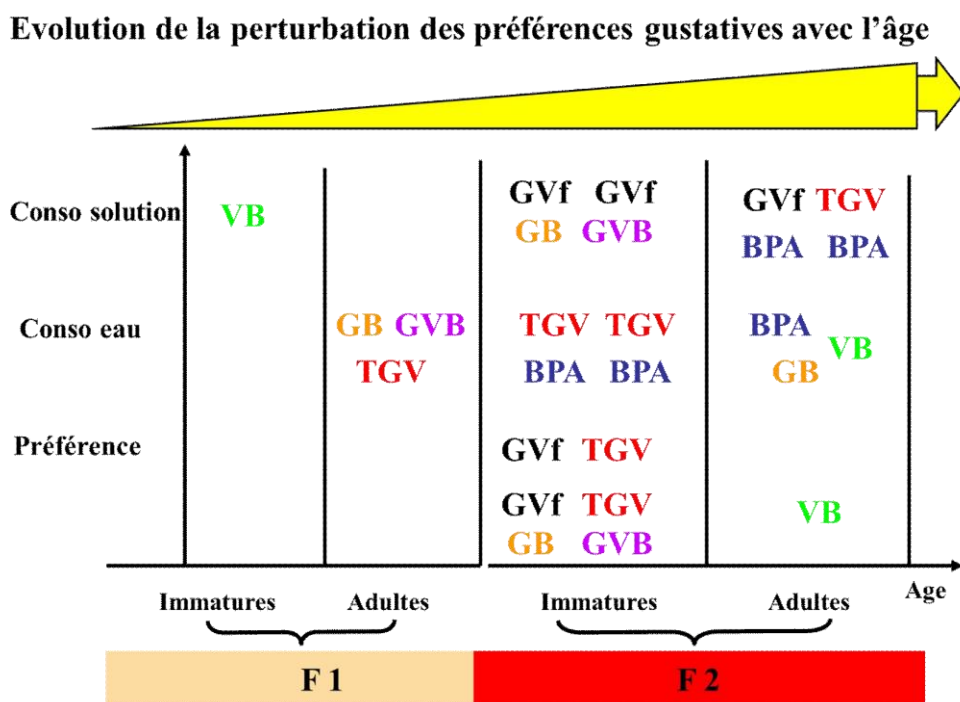 Evolution de la perturbation des préférences gustatives avec l'âge
GVf GVf
GVf TGV
Conso solution
VB
GB GVB
BPA BPA
Conso eau
GB GVB
TGV TGV
BPA
VB
TGV
BPA BPA
GB
Préférence
GVf TGV
GVf TGV
VB
GB GVB
Immatures
Adultes
Immatures
Adultes
Age
F 1
F 2